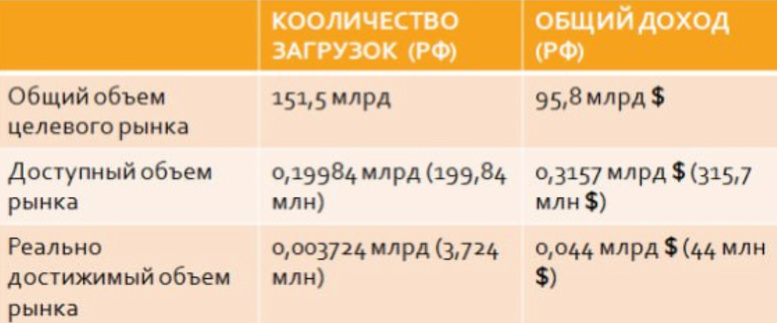 КООЛИЧЕСТВО
ЗАГРУЗОК (РФ)
ОБЩИЙ ДОХОД
(РФ)
Общий объем
целевого рынка
151,5 млрд
95,8 млрд $
Доступный объем
рынка
0,19984 млрд (199,84
млн)
0,3157 млрд $ (315,7
млн $)
Реально
достижимый объем
рынка
0,003724 млрд (3,724
млн)
0,044 млрд $ (44 млн
$)